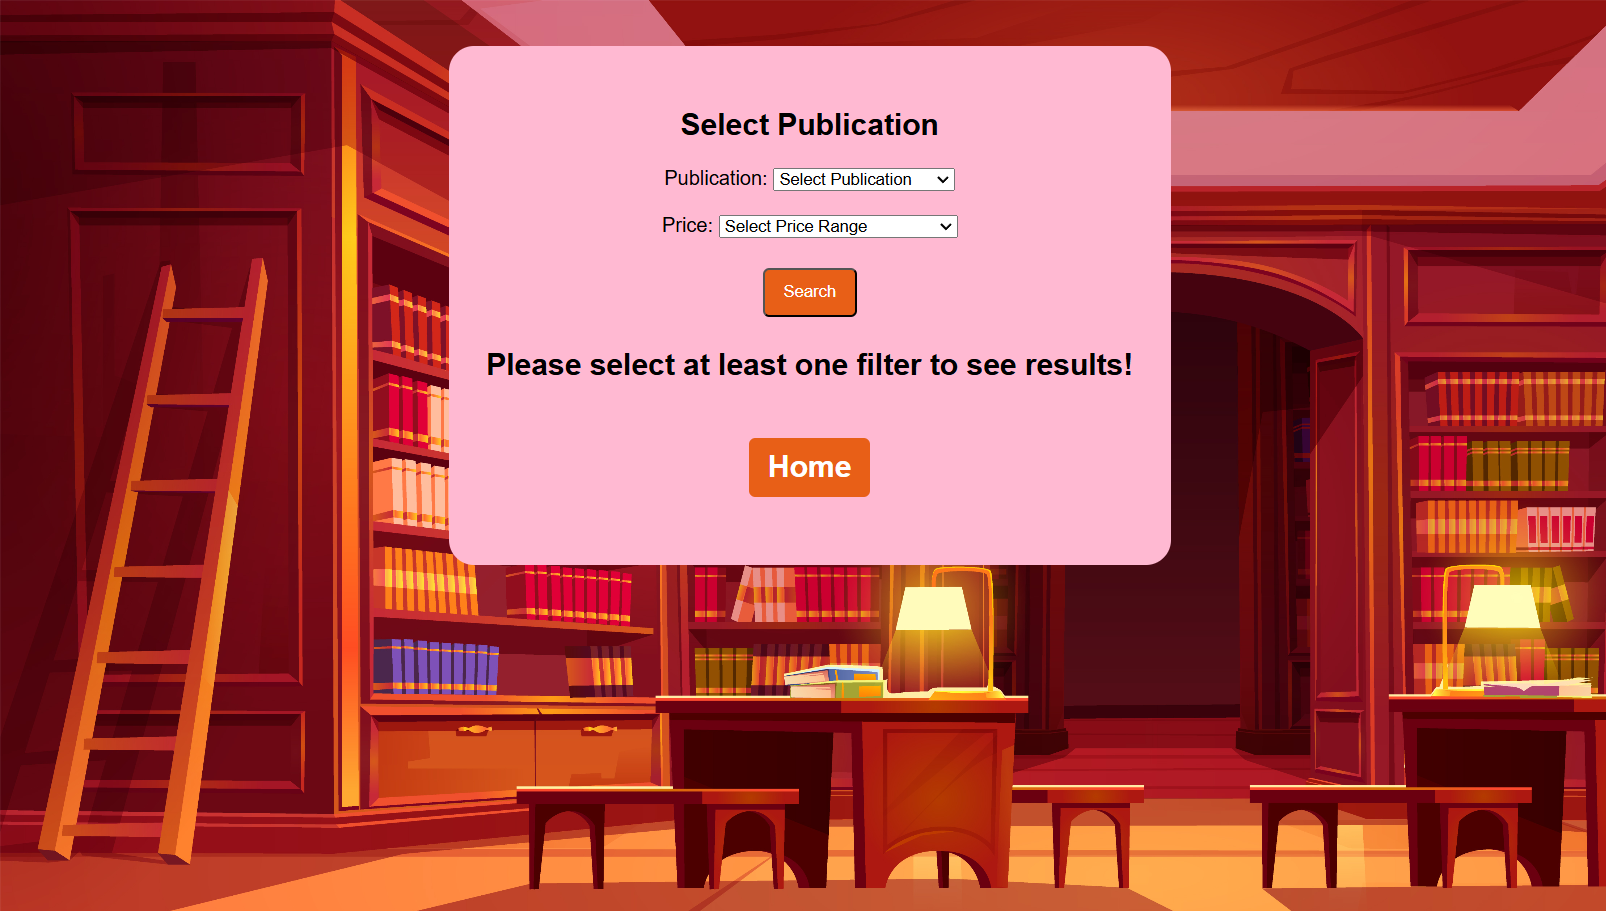 Select Publication
Publication: Select Publication
Price: Select Price Range
Search
Please select at least one filter to see results!
Home